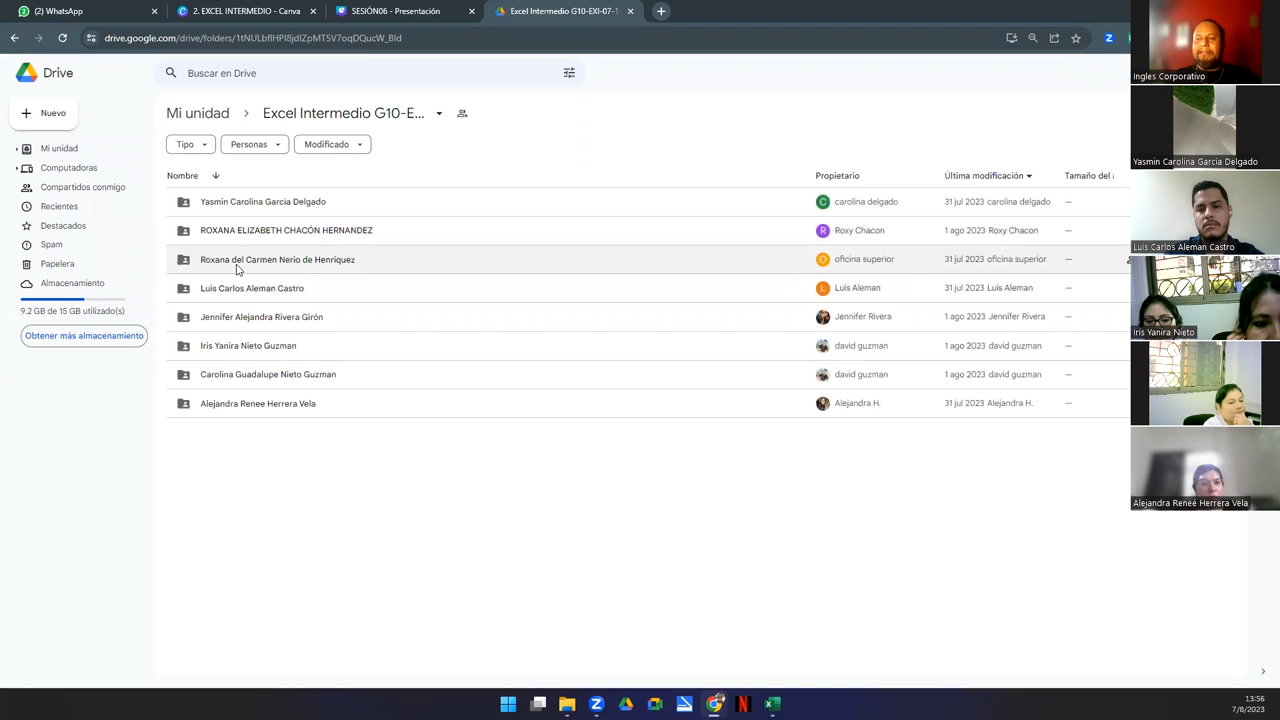 (2) WhatsApp
2. EXCEL INTERMEDIO - Canva
SESIÓN06 - Presentación
Excel Intermedio G10-EXI-07-1
drive.google.com/drive/folders/1tNULbflHPI8jdIZpMT5V7oqDQucW_BId
Drive
Buscar en Drive
Nuevo
Mi unidad
Computadoras
Compartidos conmigo
Recientes
Destacados
Spam
Papelera
Almacenamiento
9.2 GB de 15 GB utilizado(s)
Obtener más almacenamiento
Mi unidad > Excel Intermedio G10-E...
Tipo Personas Modificado
Nombre Propietario Última modificación Tamaño del
Yasmin Carolina Garcia Delgado carolina delgado 31 jul 2023 carolina delgado —
ROXANA ELIZABETH CHACÓN HERNANDEZ Roxy Chacon 1 ago 2023 Roxy Chacon —
Roxana del Carmen Nerio de Henriquez oficina superior 31 jul 2023 oficina superior —
Luis Carlos Aleman Castro Luis Aleman 31 jul 2023 Luis Aleman —
Jennifer Alejandra Rivera Girón Jennifer Rivera 1 ago 2023 Jennifer Rivera —
Iris Yanira Nieto Guzman david guzman 1 ago 2023 david guzman —
Carolina Guadalupe Nieto Guzman david guzman 1 ago 2023 david guzman —
Alejandra Renee Herrera Vela Alejandra H. 31 jul 2023 Alejandra H. —
Ingles Corporativo
Yasmin Carolina Garcia Delgado
Luis Carlos Aleman Castro
Iris Yanira Nieto
Alejandra Reneé Herrera Vela
13:56
7/8/2023